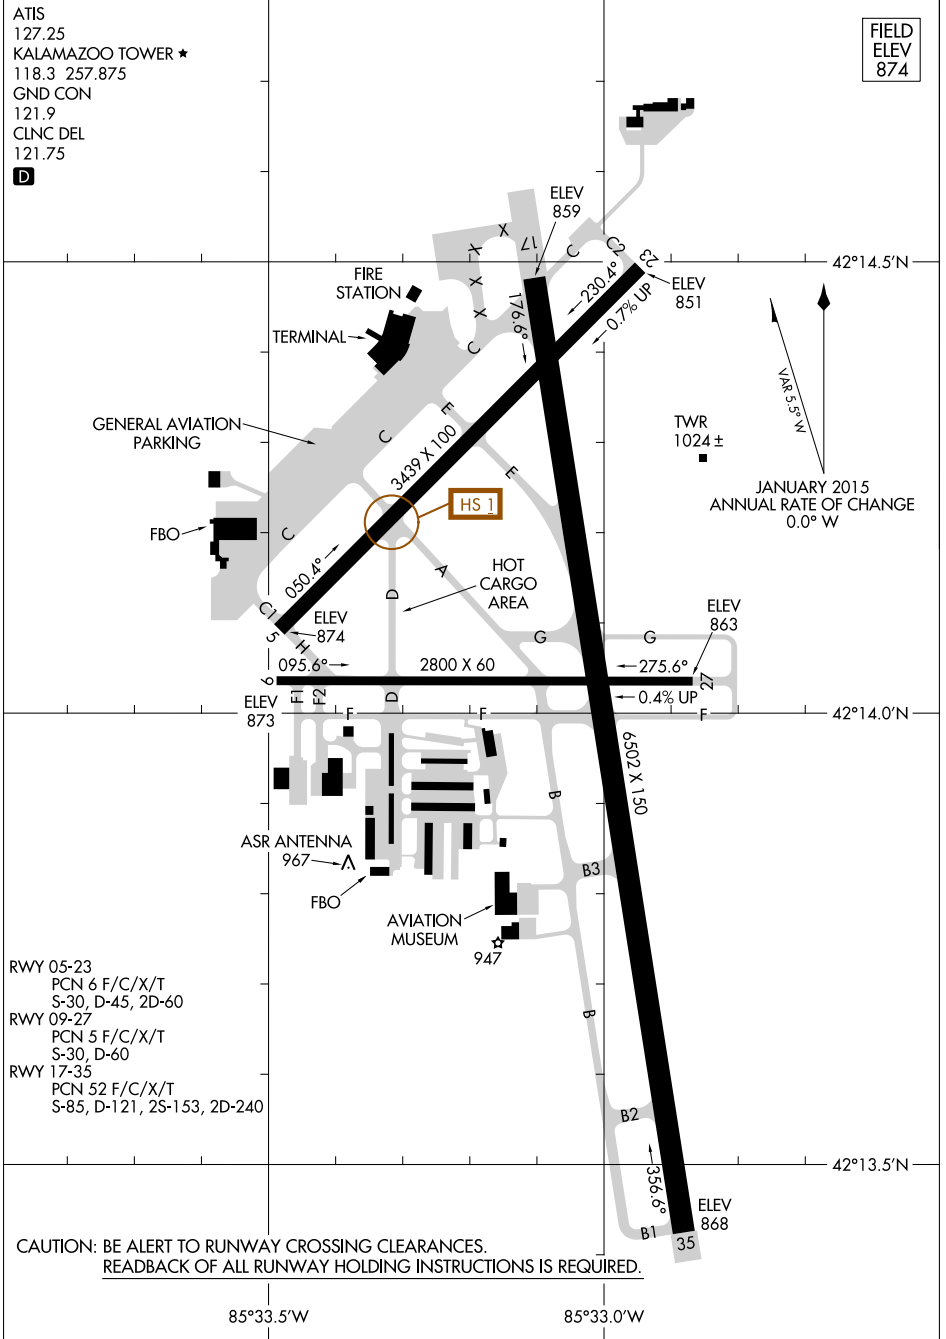 ATIS
127.25
KALAMAZOO TOWER ★
118.3 257.875
GND CON
121.9
CLNC DEL
121.75
D
FIELD
ELEV
874
ELEV
859
X
17
C
C2
23
42°14.5'N
X
X
X
FIRE
STATION
230.4°
0.7% UP
ELEV
851
176.6°
TERMINAL
C
VAR 5.5° W
GENERAL AVIATION
PARKING
C
E
3439 X 100
E
TWR
1024 ±
JANUARY 2015
ANNUAL RATE OF CHANGE
0.0° W
HS 1
FBO
C
050.4°
A
D
HOT
CARGO
AREA
C1
5
H
ELEV
874
G
G
ELEV
863
095.6°
2800 X 60
275.6°
9
27
F1
F2
D
0.4% UP
ELEV
873
F
F
F
42°14.0'N
6502 X 150
B
ASR ANTENNA
967
B3
FBO
AVIATION
MUSEUM
947
RWY 05-23
PCN 6 F/C/X/T
S-30, D-45, 2D-60
RWY 09-27
PCN 5 F/C/X/T
S-30, D-60
RWY 17-35
PCN 52 F/C/X/T
S-85, D-121, 2S-153, 2D-240
B
B2
42°13.5'N
356.6°
ELEV
868
B1
35
CAUTION: BE ALERT TO RUNWAY CROSSING CLEARANCES.
READBACK OF ALL RUNWAY HOLDING INSTRUCTIONS IS REQUIRED.
85°33.5'W
85°33.0'W